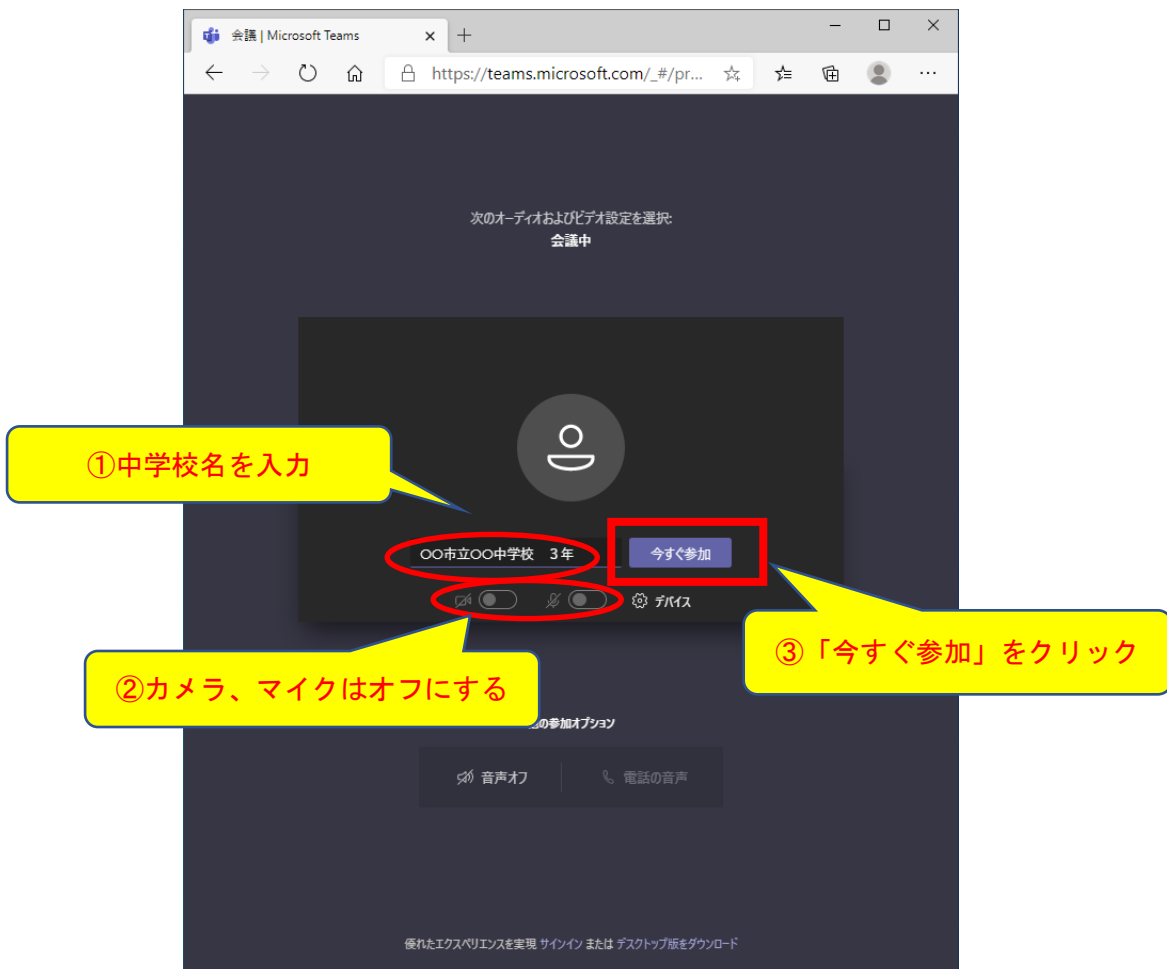 会議 | Microsoft Teams
https://teams.microsoft.com/_#/pr...
次のオーディオおよびビデオ設定を選択:
会議中
①中学校名を入力
〇〇市立〇〇中学校　３年
今すぐ参加
デバイス
③「今すぐ参加」をクリック
②カメラ、マイクはオフにする
の参加オプション
音声オフ
電話の音声
優れたエクスペリエンスを実現 サインイン または デスクトップ版をダウンロード